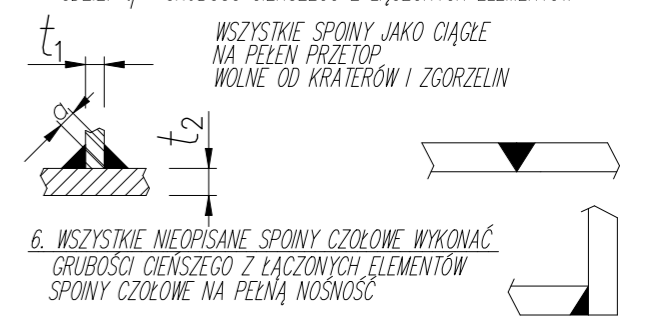 t1
WSZYSTKIE SPOINY JAKO CIĄGŁE
NA PEŁEN PRZETOP
WOLNE OD KRATERÓW I ZGORZELIN
a
t2
6. WSZYSTKIE NIEOPISANE SPOINY CZOŁOWE WYKONAĆ
GRUBOŚCI CIEŃSZEGO Z ŁĄCZONYCH ELEMENTÓW
SPOINY CZOŁOWE NA PEŁNĄ NOŚNOŚĆ